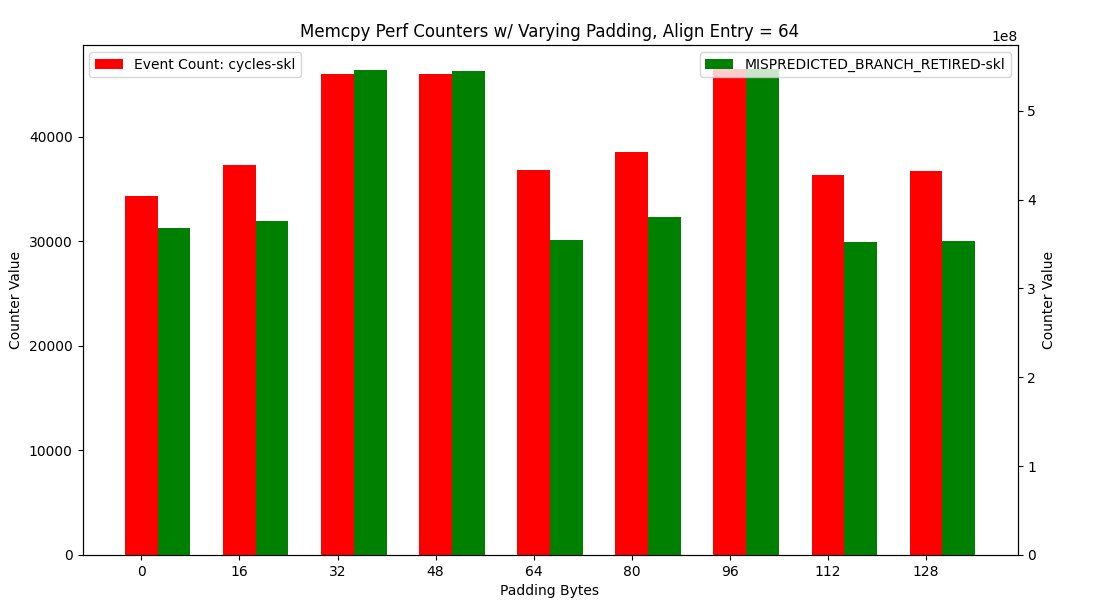 Memcpy Perf Counters w/ Varying Padding, Align Entry = 64
1e8
Event Count: cycles-skl
MISPREDICTED_BRANCH_RETIRED-skl
Counter Value
40000
30000
20000
10000
0
5
4
3
2
1
0
Counter Value
0 16 32 48 64 80 96 112 128
Padding Bytes